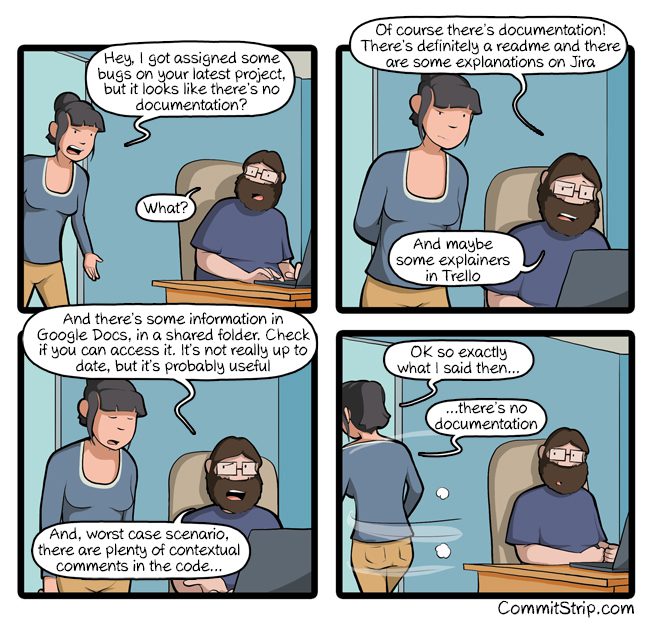 Hey, I got assigned some
bugs on your latest project,
but it looks like there's no
documentation?
What?
Of course there's documentation!
There's definitely a readme and there
are some explanations on Jira
And maybe
some explainers
in Trello
And there's some information in
Google Docs, in a shared folder. Check
if you can access it. It's not really up to
date, but it's probably useful
And, worst case scenario,
there are plenty of contextual
comments in the code...
OK so exactly
what I said then...
...there's no
documentation
CommitStrip.com